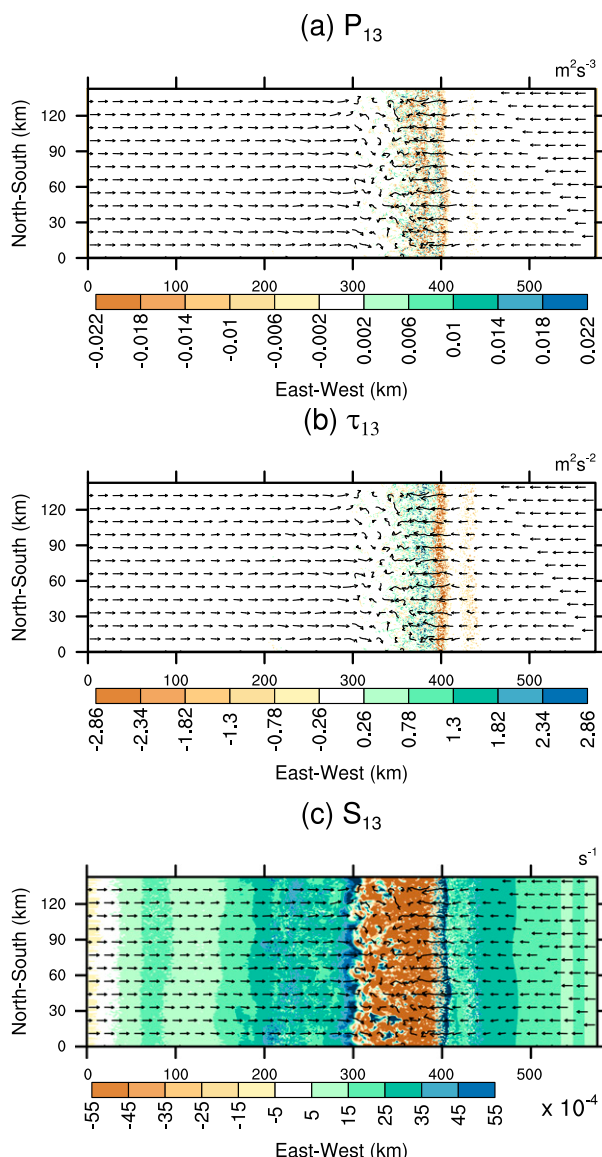 (a) P13
m2s-3
North-South (km)
120
90
60
30
0
0 100 200 300 400 500
-0.022 -0.018 -0.014 -0.01 -0.006 -0.002 0.002 0.006 0.01 0.014 0.018 0.022
East-West (km)
(b) τ13
m2s-2
North-South (km)
120
90
60
30
0
0 100 200 300 400 500
-2.86 -2.34 -1.82 -1.3 -0.78 -0.26 0.26 0.78 1.3 1.82 2.34 2.86
East-West (km)
(c) S13
s-1
North-South (km)
120
90
60
30
0
0 100 200 300 400 500
-55 -45 -35 -25 -15 -5 5 15 25 35 45 55 x 10-4
East-West (km)